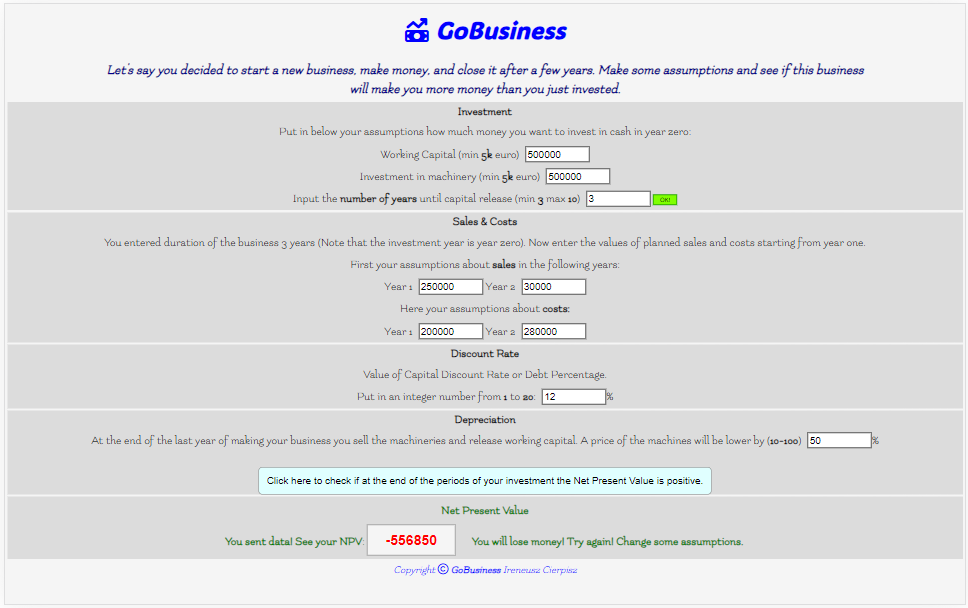 GoBusiness
Let's say you decided to start a new business, make money, and close it after a few years. Make some assumptions and see if this business
will make you more money than you just invested.
Investment
Put in below your assumptions how much money you want to invest in cash in year zero:
Working Capital (min 5k euro) 500000
Investment in machinery (min 5k euro) 500000
Input the number of years until capital release (min 3 max 10) 3 OK!
Sales & Costs
You entered duration of the business 3 years (Note that the investment year is year zero). Now enter the values of planned sales and costs starting from year one.
First your assumptions about sales in the following years:
Year 1 250000 Year 2 30000
Here your assumptions about costs:
Year 1 200000 Year 2 280000
Discount Rate
Value of Capital Discount Rate or Debt Percentage.
Put in an integer number from 1 to 20: 12 %
Depreciation
At the end of the last year of making your business you sell the machineries and release working capital. A price of the machines will be lower by (10-100) 50 %
Click here to check if at the end of the periods of your investment the Net Present Value is positive.
Net Present Value
You sent data! See your NPV: -556850 You will lose money! Try again! Change some assumptions.
Copyright © GoBusiness Ireneusz Cierpisz